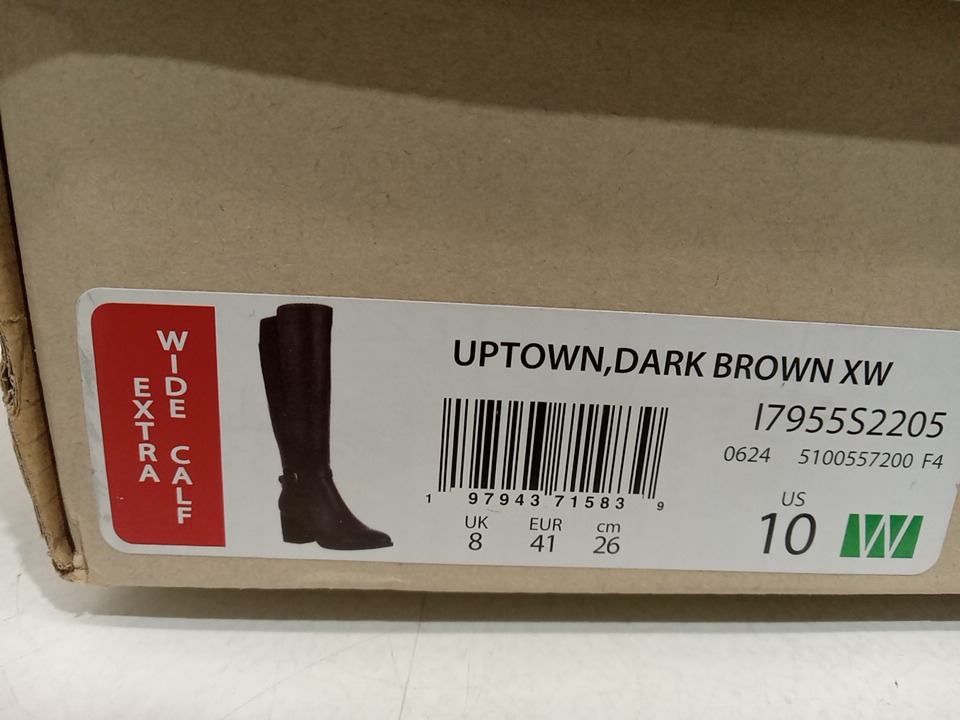 EXTRA
WIDE CALF
UPTOWN,DARK BROWN XW
I7955S2205
0624 5100557200 F4
1 97943 71583 9
UK EUR cm
8 41 26
US
10 W